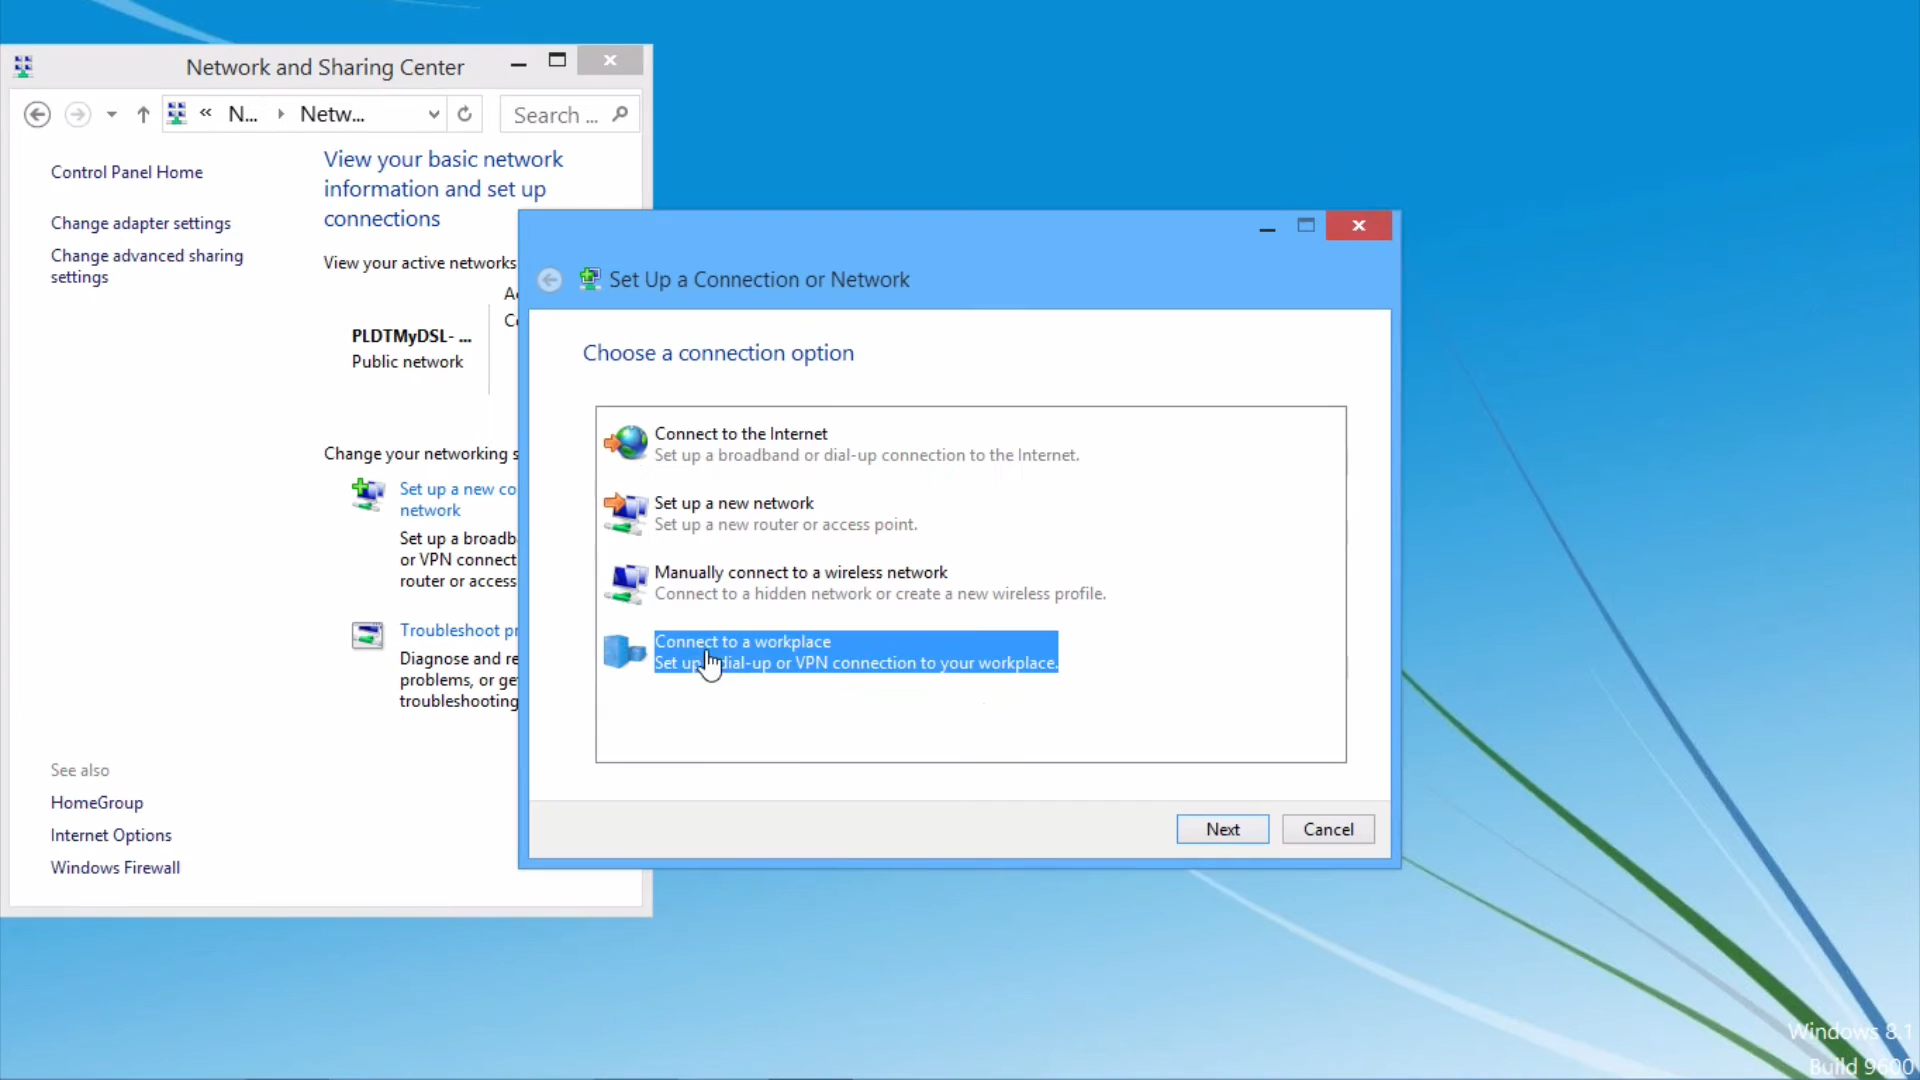 Network and Sharing Center
« N... Netw... Search ...
Control Panel Home
Change adapter settings
Change advanced sharing
settings
View your basic network
information and set up
connections
View your active networks
PLDTMyDSL- ...
Public network
Change your networking s
Set up a new co
network
Set up a broadb
or VPN connect
router or access
Troubleshoot pr
Diagnose and re
problems, or ge
troubleshooting
See also
HomeGroup
Internet Options
Windows Firewall
Set Up a Connection or Network
Choose a connection option
Connect to the Internet
Set up a broadband or dial-up connection to the Internet.
Set up a new network
Set up a new router or access point.
Manually connect to a wireless network
Connect to a hidden network or create a new wireless profile.
Connect to a workplace
Set up dial-up or VPN connection to your workplace.
Next Cancel
Windows 8.1
Build 9600